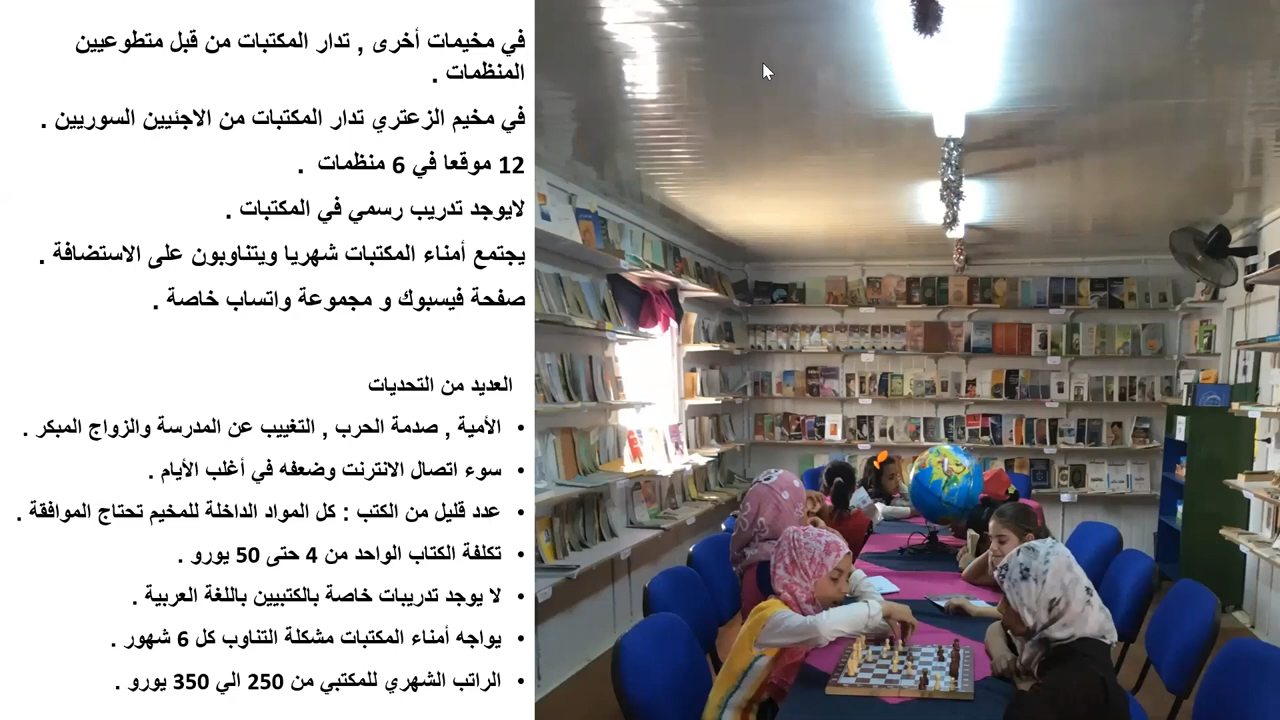 في مخيمات أخرى , تدار المكتبات من قبل متطوعيين
المنظمات .
في مخيم الزعتري تدار المكتبات من الاجئيين السوريين .
12 موقعا في 6 منظمات .
لايوجد تدريب رسمي في المكتبات .
يجتمع أمناء المكتبات شهريا ويتناوبون على الاستضافة .
صفحة فيسبوك و مجموعة واتساب خاصة .
العديد من التحديات
• الأمية , صدمة الحرب , التغييب عن المدرسة والزواج المبكر .
• سوء اتصال الانترنت وضعفه في أغلب الأيام .
• عدد قليل من الكتب : كل المواد الداخلة للمخيم تحتاج الموافقة .
• تكلفة الكتاب الواحد من 4 حتى 50 يورو .
• لا يوجد تدريبات خاصة بالكتبيين باللغة العربية .
• يواجه أمناء المكتبات مشكلة التناوب كل 6 شهور .
• الراتب الشهري للمكتبي من 250 الي 350 يورو .